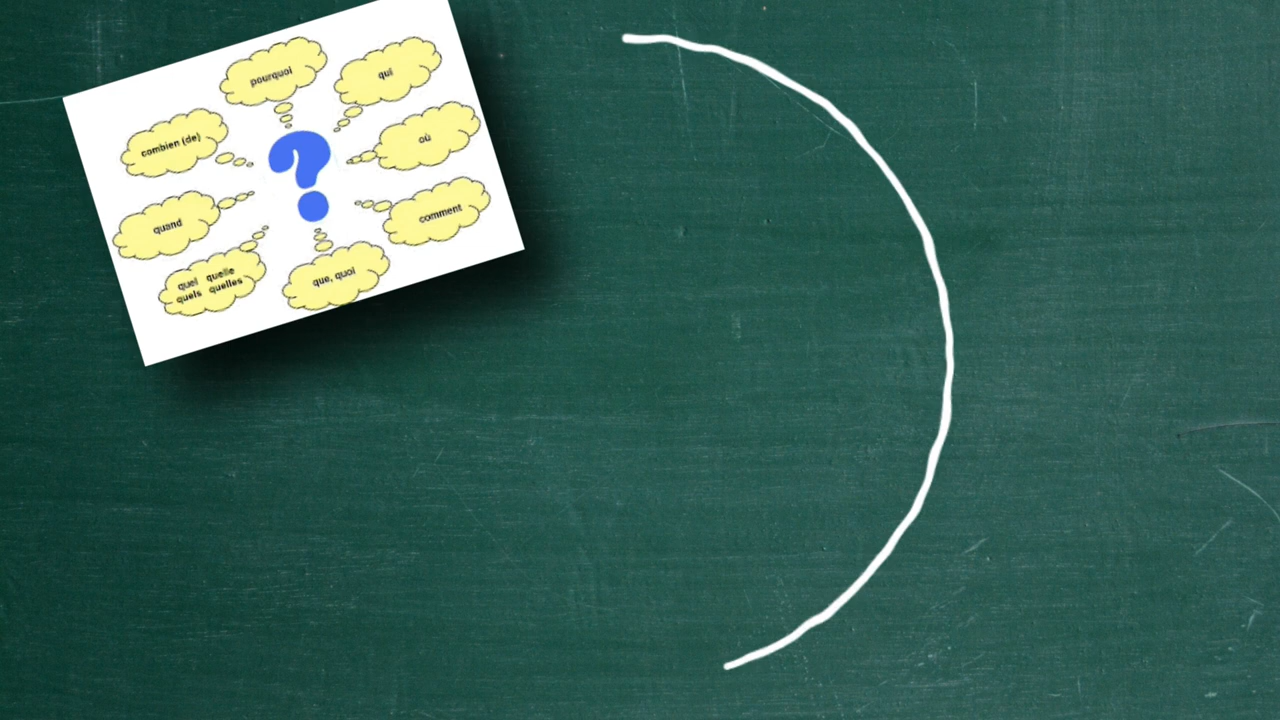 pourquoi
qui
combien (de)
où
quand
comment
quel quelle
quels quelles
que, quoi
?